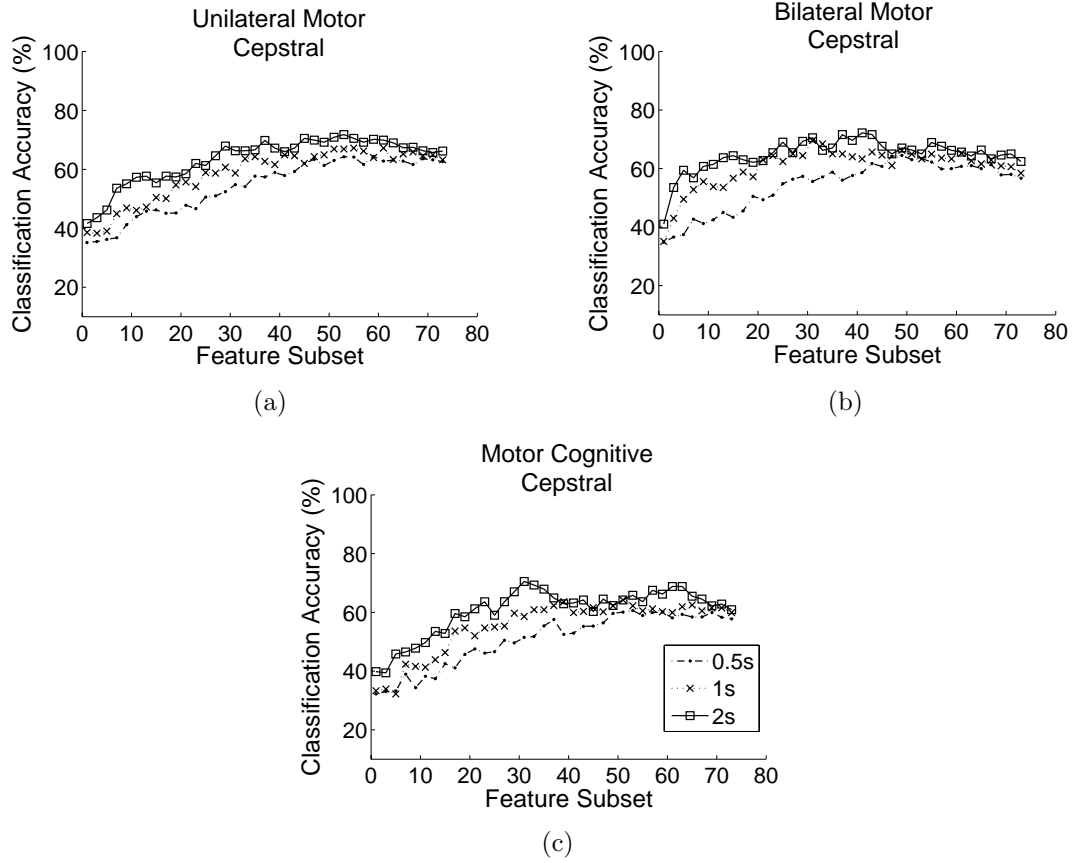 Unilateral Motor
Cepstral
Classification Accuracy (%)
100
80
60
40
20
0 10 20 30 40 50 60 70 80
Feature Subset
(a)
Bilateral Motor
Cepstral
Classification Accuracy (%)
100
80
60
40
20
0 10 20 30 40 50 60 70 80
Feature Subset
(b)
Motor Cognitive
Cepstral
Classification Accuracy (%)
100
80
60
40
20
0 10 20 30 40 50 60 70 80
Feature Subset
0.5s
1s
2s
(c)